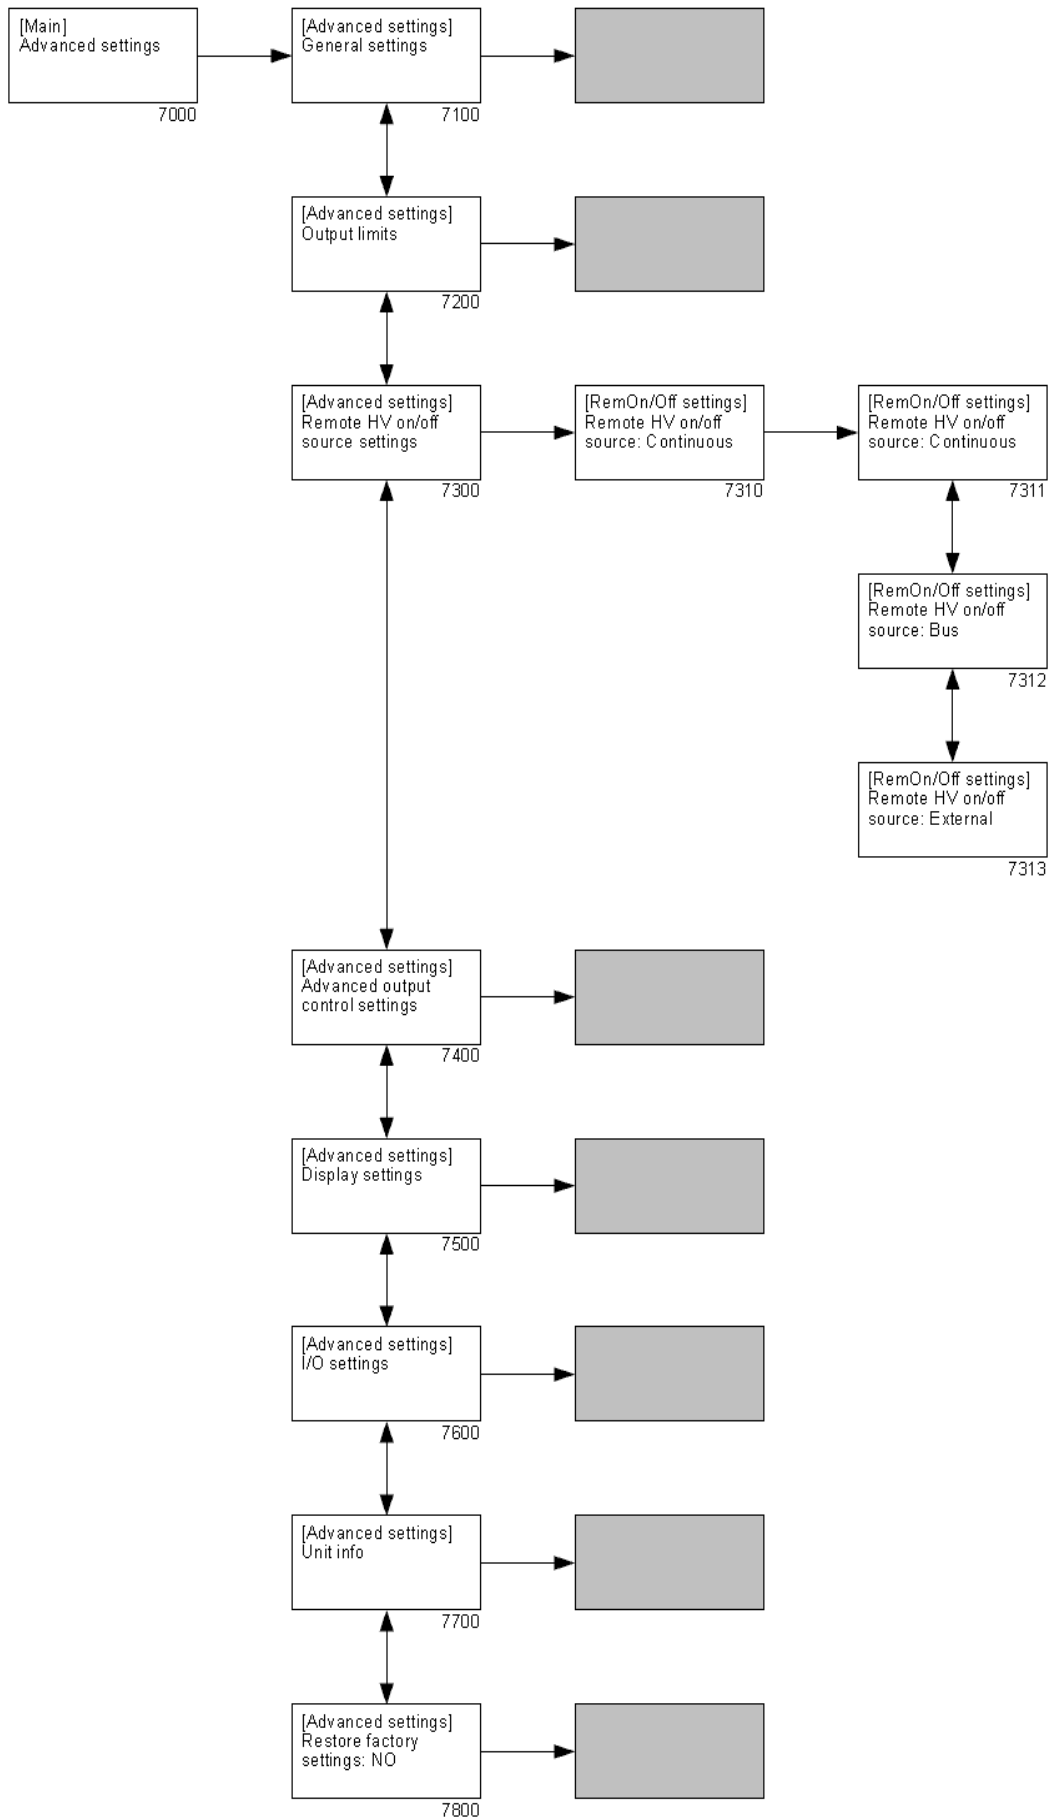 [Main]
Advanced settings
7000
[Advanced settings]
General settings
7100
[Advanced settings]
Output limits
7200
[Advanced settings]
Remote HV on/off
source settings
7300
[RemOn/Off settings]
Remote HV on/off
source: Continuous
7310
[RemOn/Off settings]
Remote HV on/off
source: Continuous
7311
[RemOn/Off settings]
Remote HV on/off
source: Bus
7312
[RemOn/Off settings]
Remote HV on/off
source: External
7313
[Advanced settings]
Advanced output
control settings
7400
[Advanced settings]
Display settings
7500
[Advanced settings]
I/O settings
7600
[Advanced settings]
Unit info
7700
[Advanced settings]
Restore factory
settings: NO
7800